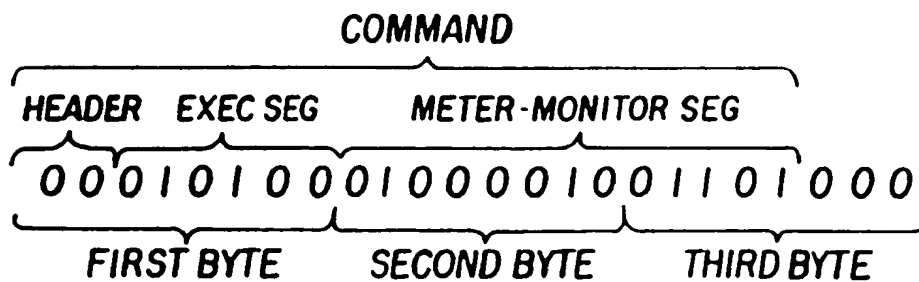 COMMAND
HEADER EXEC SEG METER-MONITOR SEG
0 0 0 1 0 1 0 0 0 1 0 0 0 0 1 0 0 1 1 0 1 0 0 0
FIRST BYTE SECOND BYTE THIRD BYTE